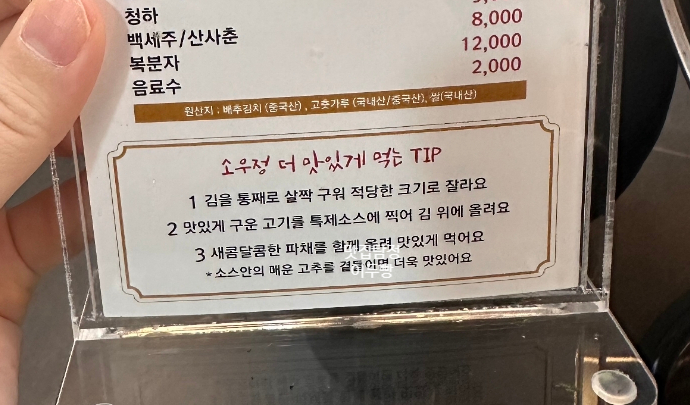 청하
8,000
백세주/산사춘
12,000
복분자
2,000
음료수
원산지 : 배추김치 (중국산) , 고춧가루 (국내산/중국산), 쌀(국내산)
소우정 더 맛있게 먹는 TIP
1 김을 통째로 살짝 구워 적당한 크기로 잘라요
2 맛있게 구운 고기를 특제소스에 찍어 김 위에 올려요
3 새콤달콤한 파채를 함께 올려 맛있게 먹어요
* 소스안의 매운 고추를 곁들이면 더욱 맛있어요